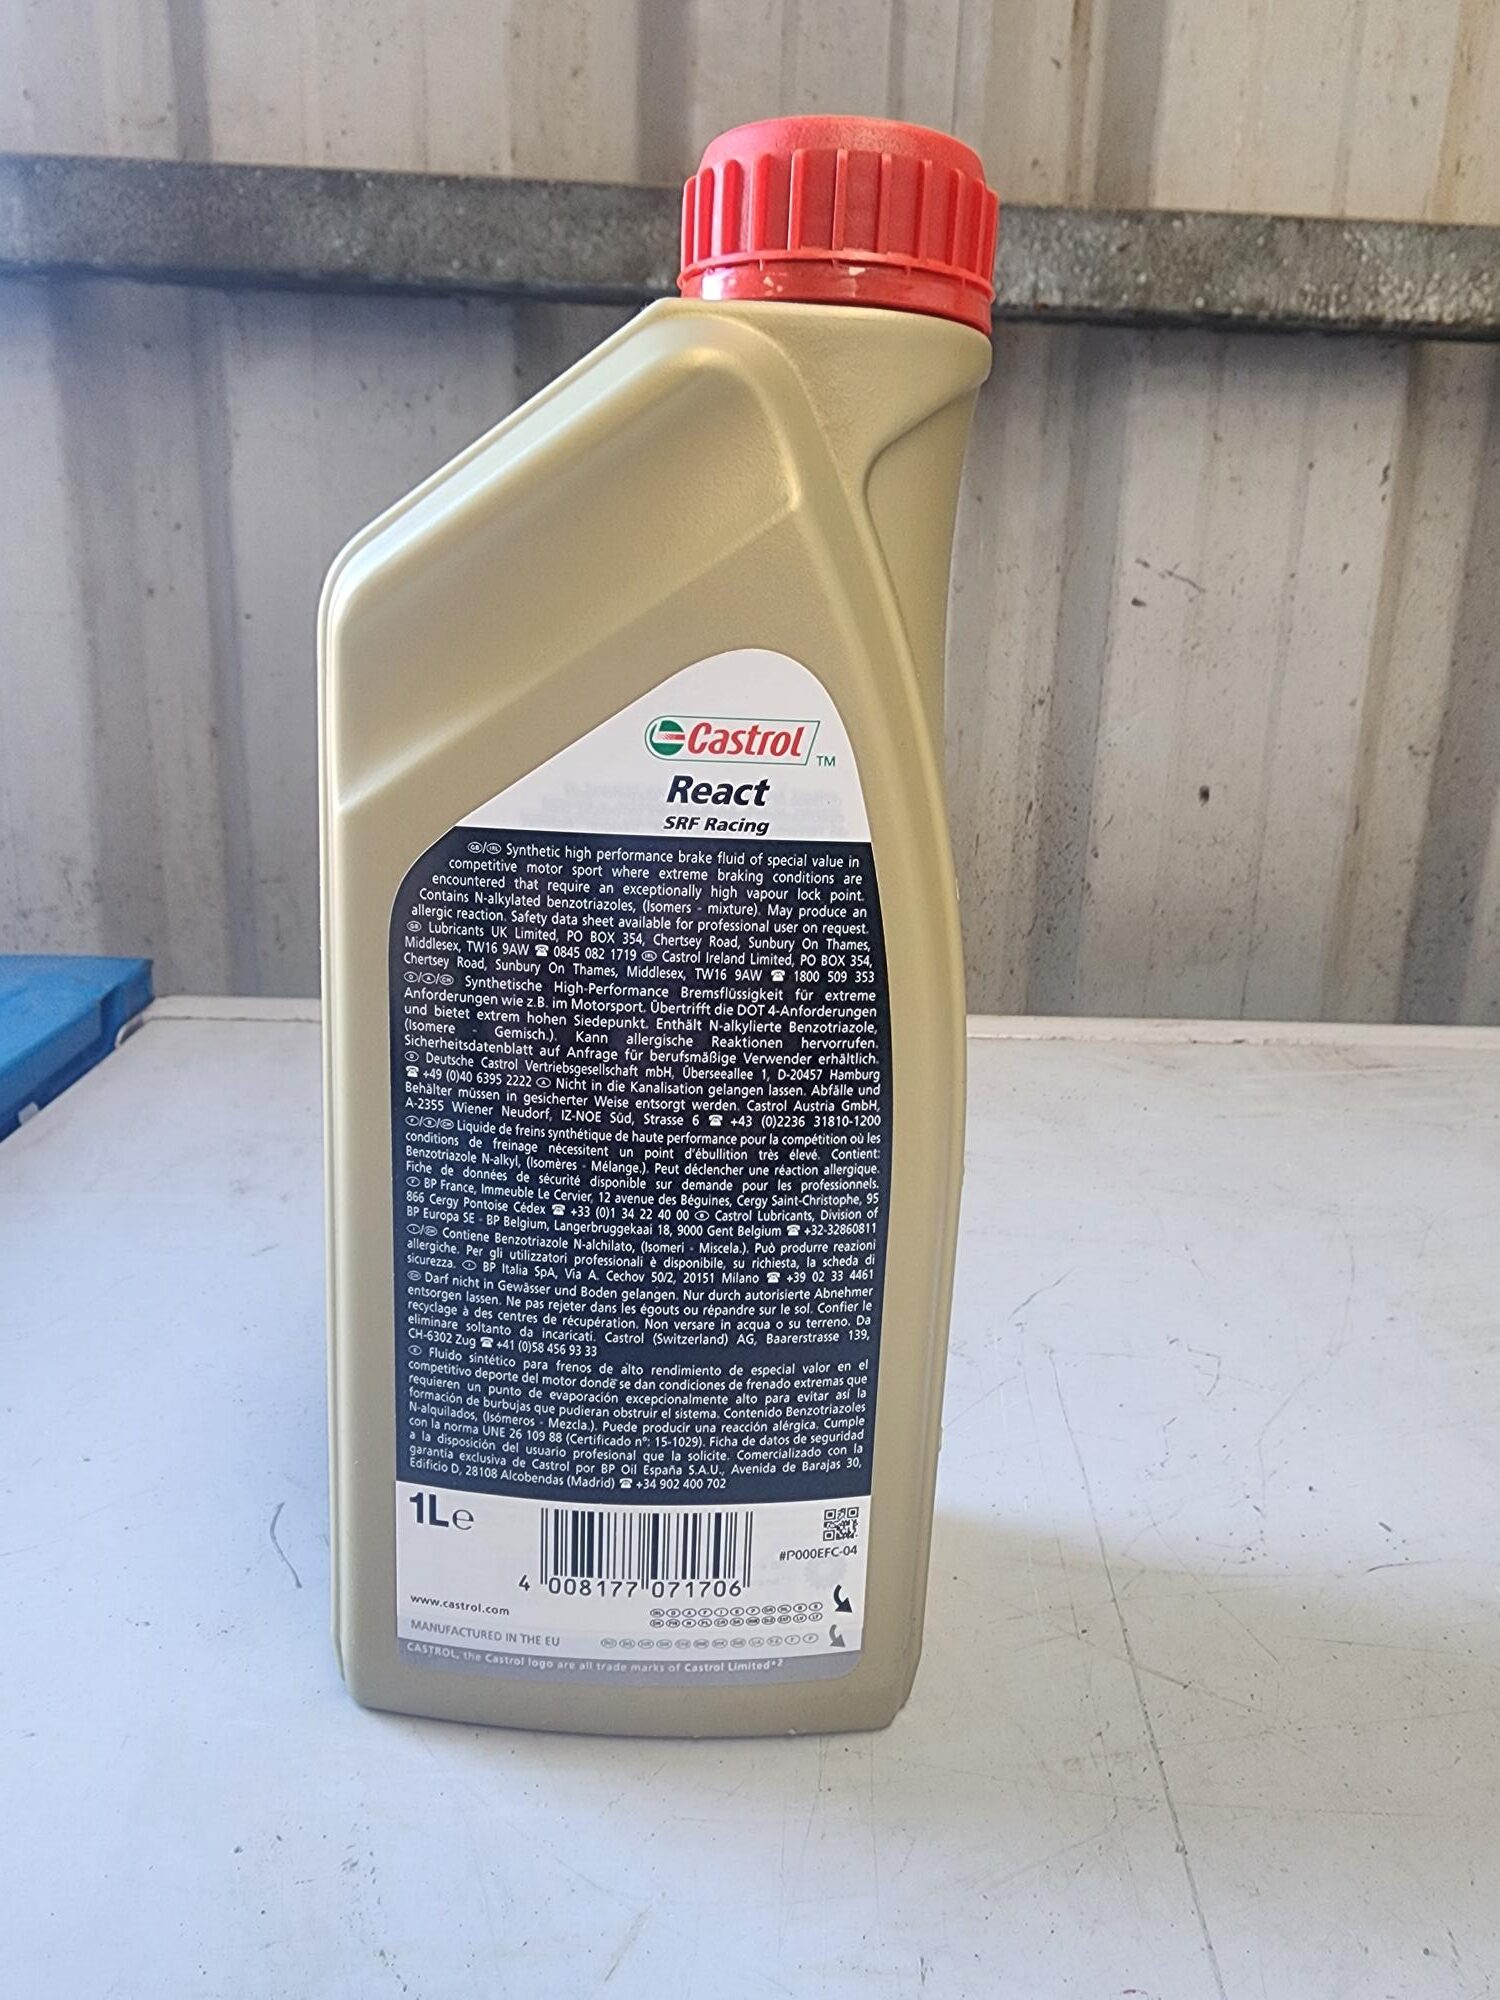 Castrol
TM
React
SRF Racing
GB/IRL Synthetic high performance brake fluid of special value in
competitive motor sport where extreme braking conditions are
encountered that require an exceptionally high vapour lock point.
Contains N-alkylated benzotriazoles, (Isomers - mixture). May produce an
allergic reaction. Safety data sheet available for professional user on request.
GB Lubricants UK Limited, PO BOX 354, Chertsey Road, Sunbury On Thames,
Middlesex, TW16 9AW ☎ 0845 082 1719 IRL Castrol Ireland Limited, PO BOX 354,
Chertsey Road, Sunbury On Thames, Middlesex, TW16 9AW ☎ 1800 509 353
D/A/CH Synthetische High-Performance Bremsflüssigkeit für extreme
Anforderungen wie z.B. im Motorsport. Übertrifft die DOT 4-Anforderungen
und bietet extrem hohen Siedepunkt. Enthält N-alkylierte Benzotriazole,
(Isomere - Gemisch.). Kann allergische Reaktionen hervorrufen.
Sicherheitsdatenblatt auf Anfrage für berufsmäßige Verwender erhältlich.
D Deutsche Castrol Vertriebsgesellschaft mbH, Überseeallee 1, D-20457 Hamburg
☎ +49 (0)40 6395 2222 A Nicht in die Kanalisation gelangen lassen. Abfälle und
Behälter müssen in gesicherter Weise entsorgt werden. Castrol Austria GmbH,
A-2355 Wiener Neudorf, IZ-NOE Süd, Strasse 6 ☎ +43 (0)2236 31810-1200
F/B/CH Liquide de freins synthétique de haute performance pour la compétition où les
conditions de freinage nécessitent un point d'ébullition très élevé. Contient:
Benzotriazole N-alkyl, (Isomères - Mélange.). Peut déclencher une réaction allergique.
Fiche de données de sécurité disponible sur demande pour les professionnels.
F BP France, Immeuble Le Cervier, 12 avenue des Béguines, Cergy Saint-Christophe, 95
866 Cergy Pontoise Cédex ☎ +33 (0)1 34 22 40 00 B Castrol Lubricants, Division of
BP Europa SE - BP Belgium, Langerbruggekaai 18, 9000 Gent Belgium ☎ +32-32860811
I/CH Contiene Benzotriazole N-alchilato, (Isomeri - Miscela.). Può produrre reazioni
allergiche. Per gli utilizzatori professionali è disponibile, su richiesta, la scheda di
sicurezza. I BP Italia SpA, Via A. Cechov 50/2, 20151 Milano ☎ +39 02 33 4461
CH Darf nicht in Gewässer und Boden gelangen. Nur durch autorisierte Abnehmer
entsorgen lassen. Ne pas rejeter dans les égouts ou répandre sur le sol. Confier le
recyclage à des centres de récupération. Non versare in acqua o su terreno. Da
eliminare soltanto da incaricati. Castrol (Switzerland) AG, Baarerstrasse 139,
CH-6302 Zug ☎ +41 (0)58 456 93 33
E Fluido sintético para frenos de alto rendimiento de especial valor en el
competitivo deporte del motor donde se dan condiciones de frenado extremas que
requieren un punto de evaporación excepcionalmente alto para evitar así la
formación de burbujas que pudieran obstruir el sistema. Contenido Benzotriazoles
N-alquilados, (Isómeros - Mezcla.). Puede producir una reacción alérgica. Cumple
con la norma UNE 26 109 88 (Certificado nº: 15-1029). Ficha de datos de seguridad
a la disposición del usuario profesional que la solicite. Comercializado con la
garantía exclusiva de Castrol por BP Oil España S.A.U., Avenida de Barajas 30,
Edificio D, 28108 Alcobendas (Madrid) ☎ +34 902 400 702
1L e
4 008177 071706
#P000EFC-04
www.castrol.com
MANUFACTURED IN THE EU
CASTROL, the Castrol logo are all trade marks of Castrol Limited*2